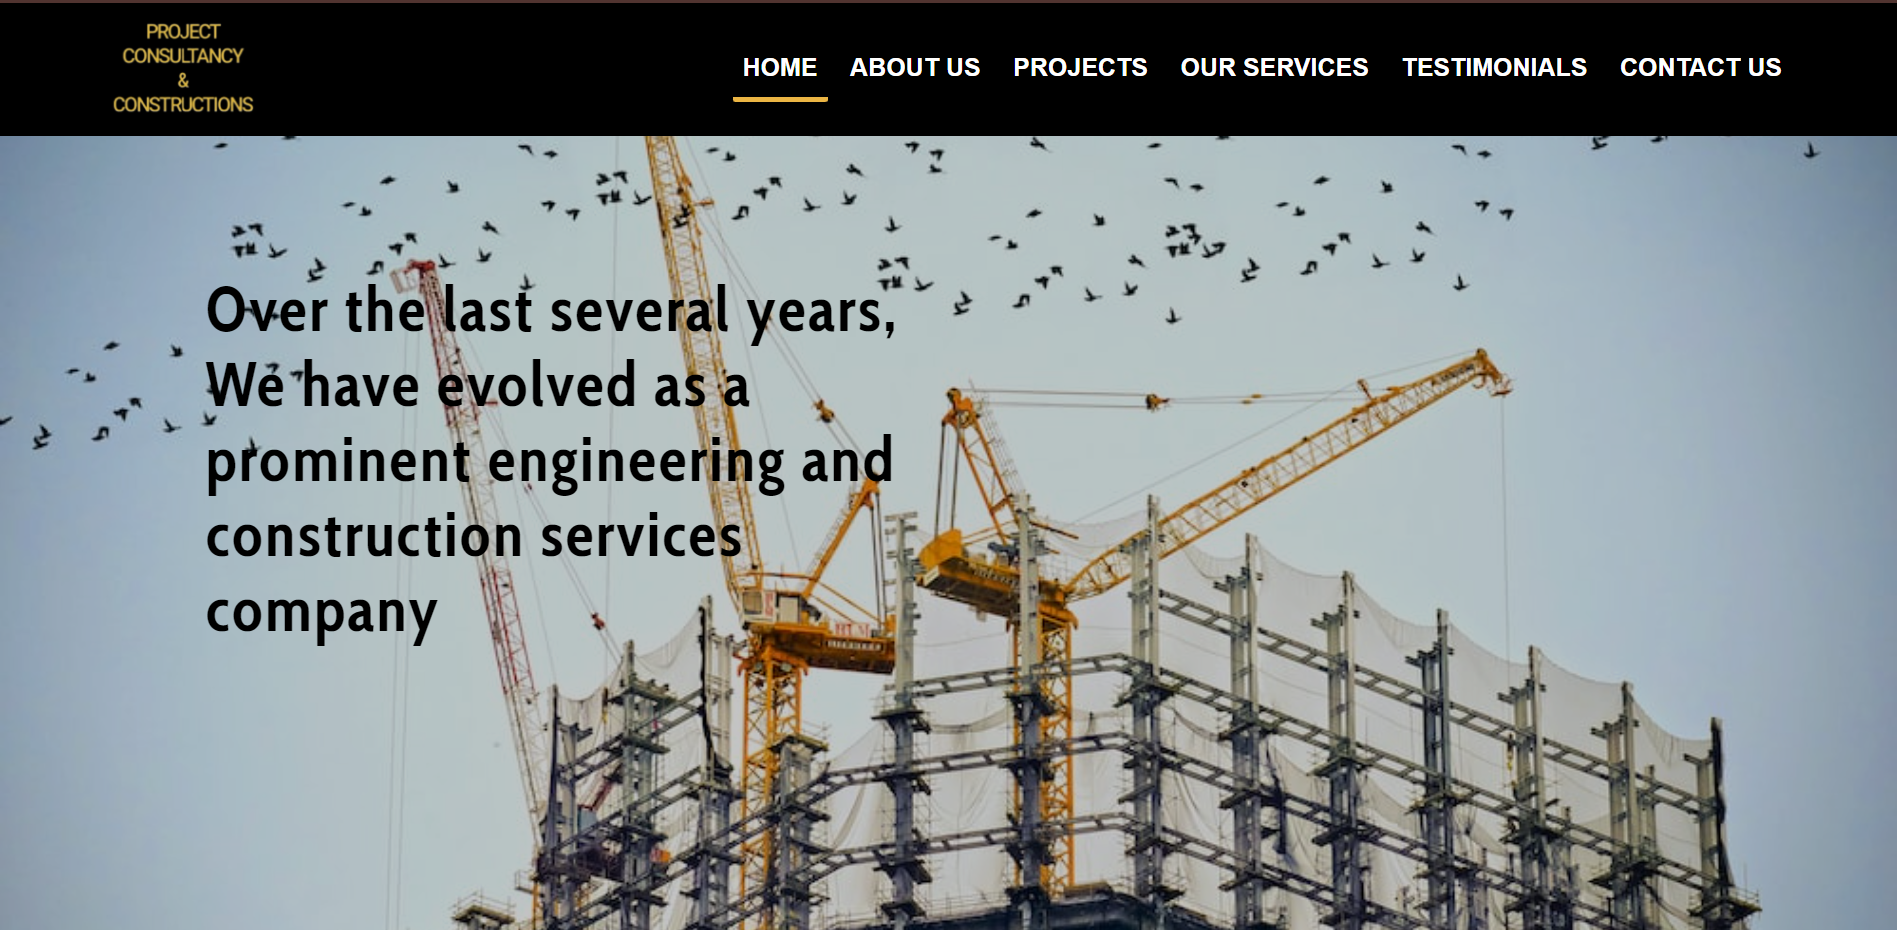 PROJECT
CONSULTANCY
&
CONSTRUCTIONS
HOME ABOUT US PROJECTS OUR SERVICES TESTIMONIALS CONTACT US
Over the last several years,
We have evolved as a
prominent engineering and
construction services
company